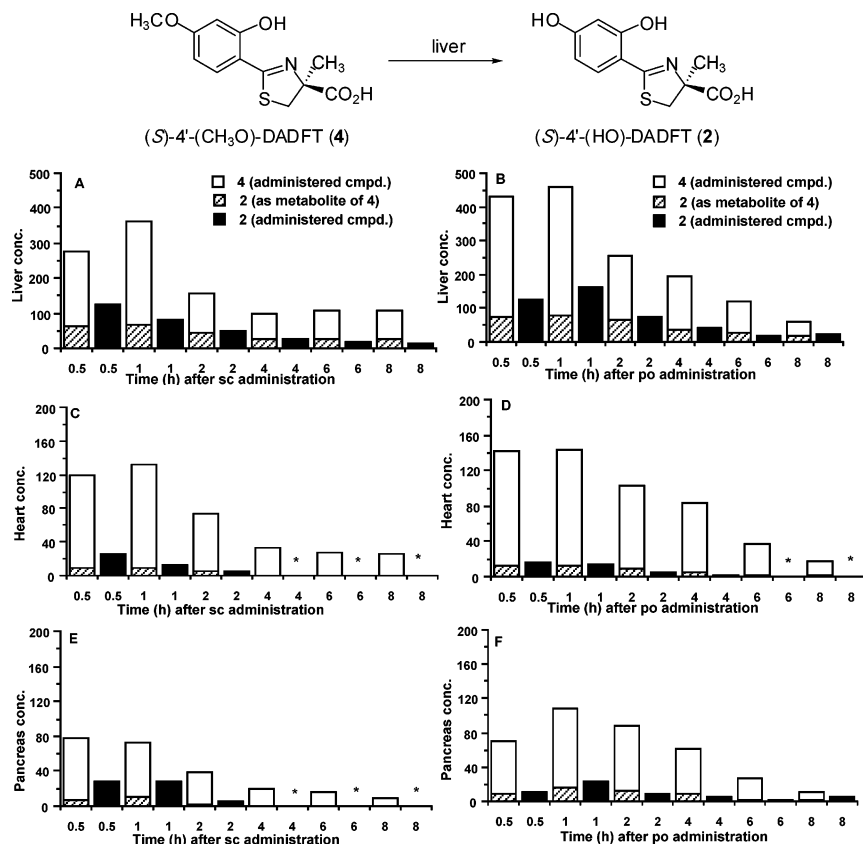 H₃CO OH
N CH₃
S CO₂H
liver
HO OH
N CH₃
S CO₂H
(S)-4'-(CH₃O)-DADFT (4)
(S)-4'-(HO)-DADFT (2)
A
4 (administered cmpd.)
2 (as metabolite of 4)
2 (administered cmpd.)
Liver conc.
500
400
300
200
100
0
0.5 0.5 1 1 2 2 4 4 6 6 8 8
Time (h) after sc administration
B
4 (administered cmpd.)
2 (as metabolite of 4)
2 (administered cmpd.)
Liver conc.
500
400
300
200
100
0
0.5 0.5 1 1 2 2 4 4 6 6 8 8
Time (h) after po administration
C
Heart conc.
200
160
120
80
40
0
* * *
0.5 0.5 1 1 2 2 4 4 6 6 8 8
Time (h) after sc administration
D
Heart conc.
200
160
120
80
40
0
* *
0.5 0.5 1 1 2 2 4 4 6 6 8 8
Time (h) after po administration
E
Pancreas conc.
200
160
120
80
40
0
* * *
0.5 0.5 1 1 2 2 4 4 6 6 8 8
Time (h) after sc administration
F
Pancreas conc.
200
160
120
80
40
0
0.5 0.5 1 1 2 2 4 4 6 6 8 8
Time (h) after po administration